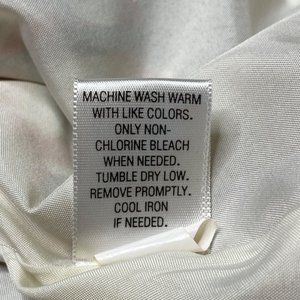 MACHINE WASH WARM
WITH LIKE COLORS.
ONLY NON-
CHLORINE BLEACH
WHEN NEEDED.
TUMBLE DRY LOW.
REMOVE PROMPTLY.
COOL IRON
IF NEEDED.